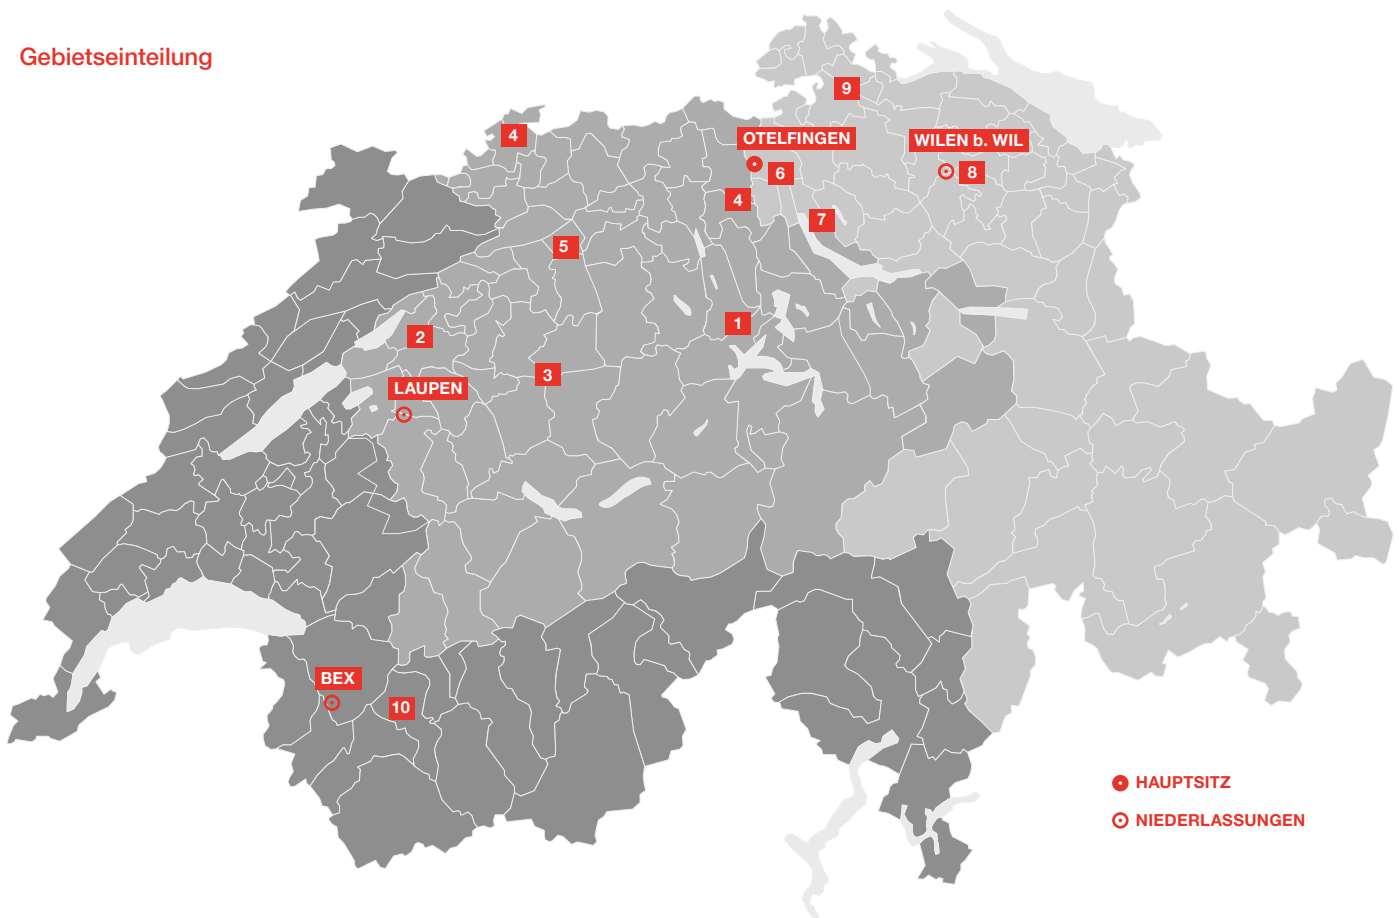 Gebietseinteilung
9
4
OTELFINGEN
WILEN b. WIL
6
8
4
7
5
1
2
3
LAUPEN
BEX
10
HAUPTSITZ
NIEDERLASSUNGEN